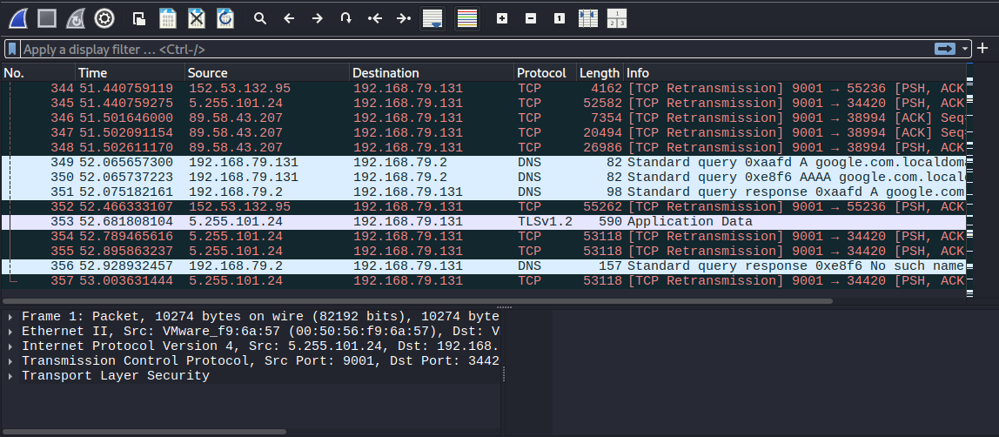 1
1
2 3
Apply a display filter … <Ctrl-/>
No. Time Source Destination Protocol Length Info
344 51.440759119 152.53.132.95 192.168.79.131 TCP 4162 [TCP Retransmission] 9001 → 55236 [PSH, ACK
345 51.440759275 5.255.101.24 192.168.79.131 TCP 52582 [TCP Retransmission] 9001 → 34420 [PSH, ACK
346 51.501646000 89.58.43.207 192.168.79.131 TCP 7354 [TCP Retransmission] 9001 → 38994 [ACK] Seq=
347 51.502091154 89.58.43.207 192.168.79.131 TCP 20494 [TCP Retransmission] 9001 → 38994 [ACK] Seq=
348 51.502611170 89.58.43.207 192.168.79.131 TCP 26986 [TCP Retransmission] 9001 → 38994 [PSH, ACK
349 52.065657300 192.168.79.131 192.168.79.2 DNS 82 Standard query 0xaafd A google.com.localdoma
350 52.065737223 192.168.79.131 192.168.79.2 DNS 82 Standard query 0xe8f6 AAAA google.com.local
351 52.075182161 192.168.79.2 192.168.79.131 DNS 98 Standard query response 0xaafd A google.com.
352 52.466333107 152.53.132.95 192.168.79.131 TCP 55262 [TCP Retransmission] 9001 → 55236 [PSH, ACK
353 52.681808104 5.255.101.24 192.168.79.131 TLSv1.2 590 Application Data
354 52.789465616 5.255.101.24 192.168.79.131 TCP 53118 [TCP Retransmission] 9001 → 34420 [PSH, ACK
355 52.895863237 5.255.101.24 192.168.79.131 TCP 53118 [TCP Retransmission] 9001 → 34420 [PSH, ACK
356 52.928932457 192.168.79.2 192.168.79.131 DNS 157 Standard query response 0xe8f6 No such name
357 53.003631444 5.255.101.24 192.168.79.131 TCP 53118 [TCP Retransmission] 9001 → 34420 [PSH, ACK
Frame 1: Packet, 10274 bytes on wire (82192 bits), 10274 byte
Ethernet II, Src: VMware_f9:6a:57 (00:50:56:f9:6a:57), Dst: V
Internet Protocol Version 4, Src: 5.255.101.24, Dst: 192.168.
Transmission Control Protocol, Src Port: 9001, Dst Port: 3442
Transport Layer Security